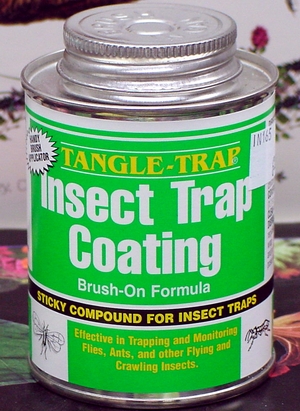 HANDY
BRUSH
APPLICATOR
TANGLE-TRAP®
Insect Trap
Coating
Brush-On Formula
STICKY COMPOUND FOR INSECT TRAPS
Effective in Trapping and Monitoring
Flies, Ants, and other Flying and
Crawling Insects.
IN165